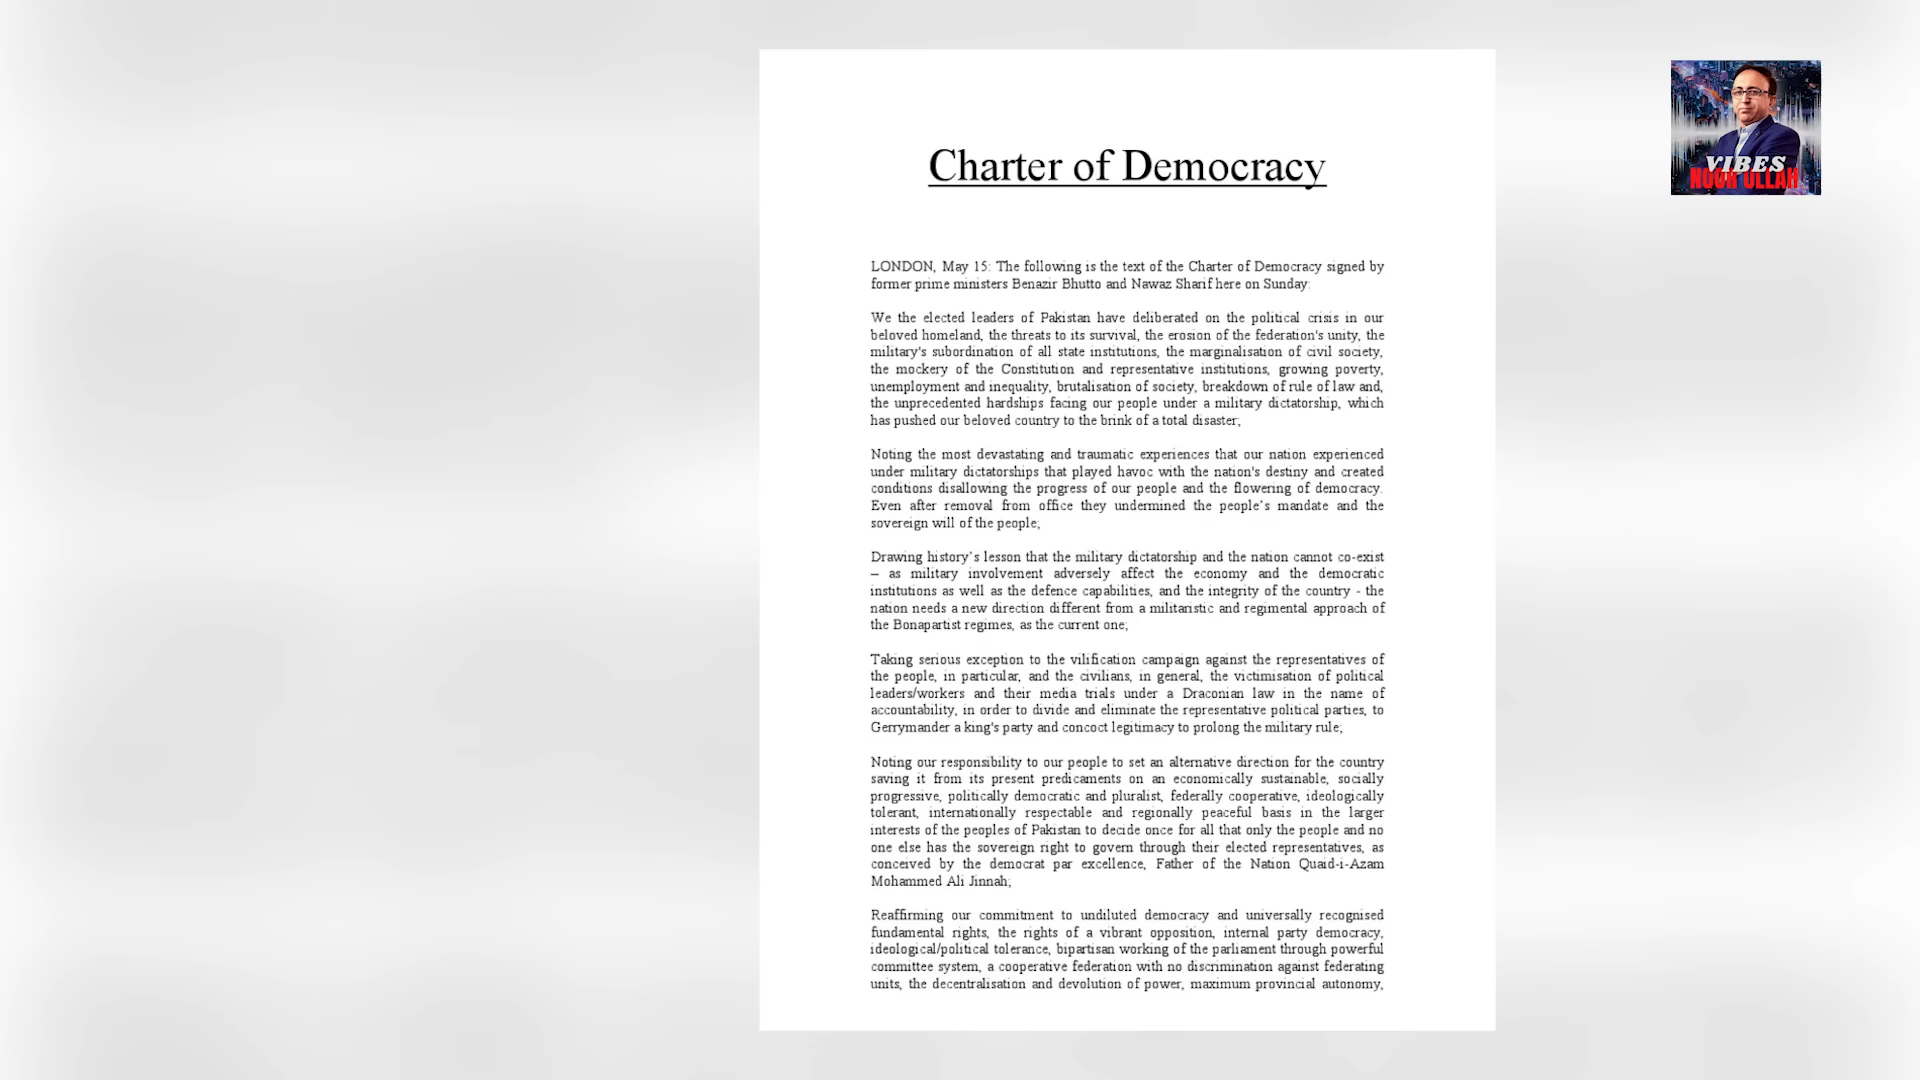 Charter of Democracy
LONDON, May 15: The following is the text of the Charter of Democracy signed by
former prime ministers Benazir Bhutto and Nawaz Sharif here on Sunday:
We the elected leaders of Pakistan have deliberated on the political crisis in our
beloved homeland, the threats to its survival, the erosion of the federation's unity, the
military's subordination of all state institutions, the marginalisation of civil society,
the mockery of the Constitution and representative institutions, growing poverty,
unemployment and inequality, brutalisation of society, breakdown of rule of law and,
the unprecedented hardships facing our people under a military dictatorship, which
has pushed our beloved country to the brink of a total disaster;
Noting the most devastating and traumatic experiences that our nation experienced
under military dictatorships that played havoc with the nation's destiny and created
conditions disallowing the progress of our people and the flowering of democracy.
Even after removal from office they undermined the people's mandate and the
sovereign will of the people;
Drawing history's lesson that the military dictatorship and the nation cannot co-exist
– as military involvement adversely affect the economy and the democratic
institutions as well as the defence capabilities, and the integrity of the country - the
nation needs a new direction different from a militaristic and regimental approach of
the Bonapartist regimes, as the current one;
Taking serious exception to the vilification campaign against the representatives of
the people, in particular, and the civilians, in general, the victimisation of political
leaders/workers and their media trials under a Draconian law in the name of
accountability, in order to divide and eliminate the representative political parties, to
Gerrymander a king's party and concoct legitimacy to prolong the military rule;
Noting our responsibility to our people to set an alternative direction for the country
saving it from its present predicaments on an economically sustainable, socially
progressive, politically democratic and pluralist, federally cooperative, ideologically
tolerant, internationally respectable and regionally peaceful basis in the larger
interests of the peoples of Pakistan to decide once for all that only the people and no
one else has the sovereign right to govern through their elected representatives, as
conceived by the democrat par excellence, Father of the Nation Quaid-i-Azam
Mohammed Ali Jinnah;
Reaffirming our commitment to undiluted democracy and universally recognised
fundamental rights, the rights of a vibrant opposition, internal party democracy,
ideological/political tolerance, bipartisan working of the parliament through powerful
committee system, a cooperative federation with no discrimination against federating
units, the decentralisation and devolution of power, maximum provincial autonomy,
VIBES
NOOR ULLAH